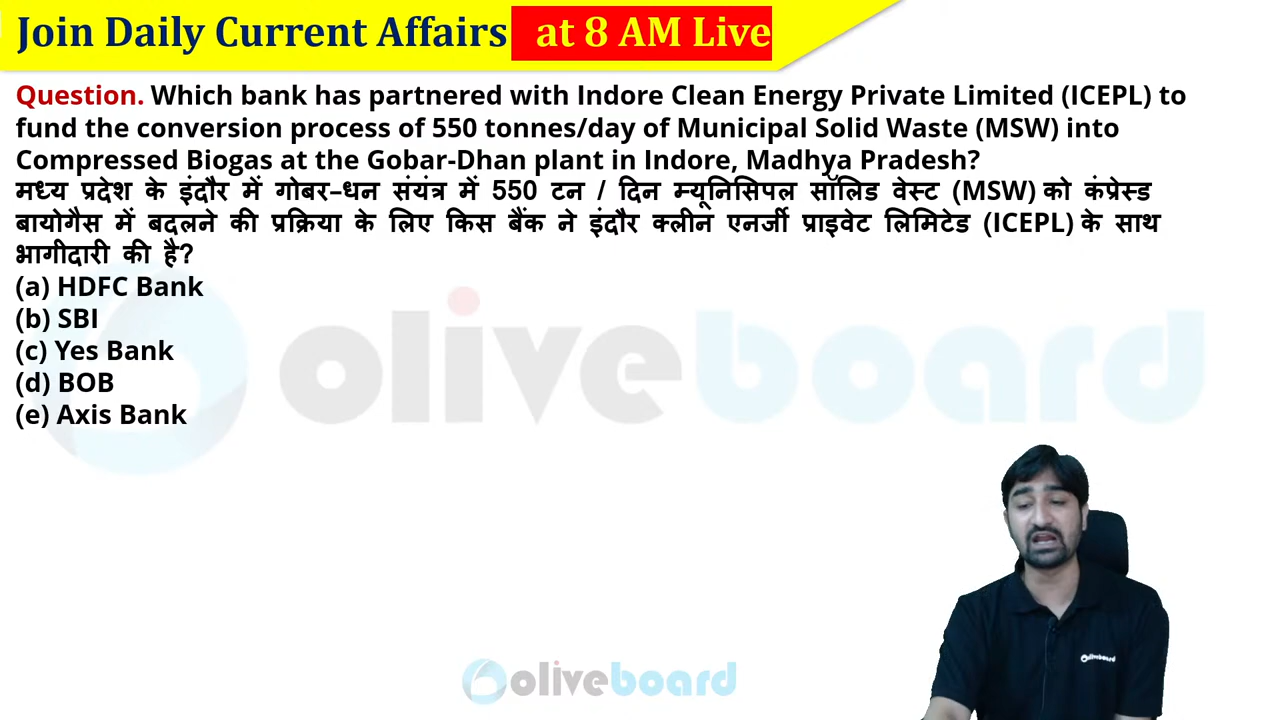 Join Daily Current Affairs at 8 AM Live
Question. Which bank has partnered with Indore Clean Energy Private Limited (ICEPL) to
fund the conversion process of 550 tonnes/day of Municipal Solid Waste (MSW) into
Compressed Biogas at the Gobar-Dhan plant in Indore, Madhya Pradesh?
मध्य प्रदेश के इंदौर में गोबर–धन संयंत्र में 550 टन / दिन म्यूनिसिपल सॉलिड वेस्ट (MSW) को कंप्रेस्ड
बायोगैस में बदलने की प्रक्रिया के लिए किस बैंक ने इंदौर क्लीन एनर्जी प्राइवेट लिमिटेड (ICEPL) के साथ
भागीदारी की है?
(a) HDFC Bank
(b) SBI
(c) Yes Bank
(d) BOB
(e) Axis Bank
oliveboard
oliveboard
oliveboard